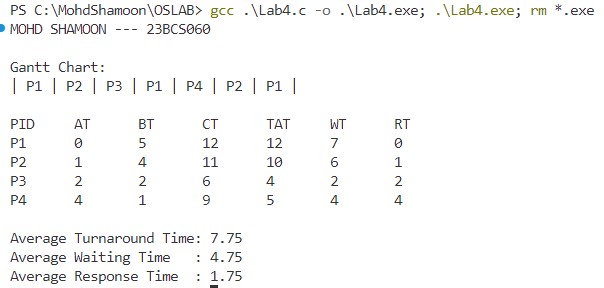 PS C:\MohdShamoon\OSLAB> gcc .\Lab4.c -o .\Lab4.exe; .\Lab4.exe; rm *.exe
MOHD SHAMOON --- 23BCS060
Gantt Chart:
| P1 | P2 | P3 | P1 | P4 | P2 | P1 |
PID AT BT CT TAT WT RT
P1 0 5 12 12 7 0
P2 1 4 11 10 6 1
P3 2 2 6 4 2 2
P4 4 1 9 5 4 4
Average Turnaround Time: 7.75
Average Waiting Time : 4.75
Average Response Time : 1.75